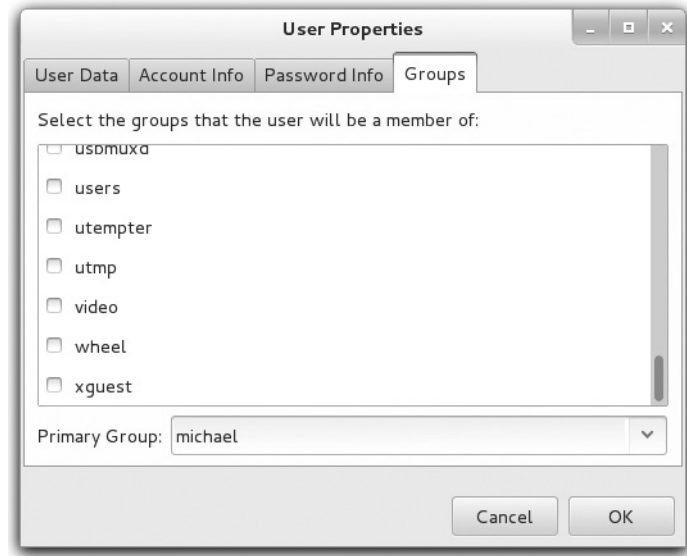 User Properties
User Data Account Info Password Info Groups
Select the groups that the user will be a member of:
usbmuxd
users
utempter
utmp
video
wheel
xguest
Primary Group: michael
Cancel OK